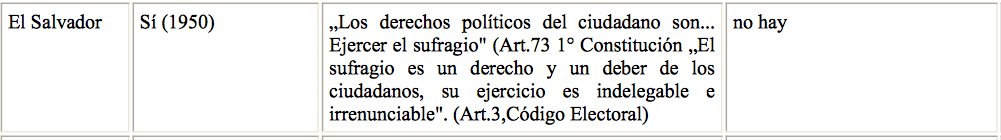 El Salvador
Sí (1950)
„Los derechos políticos del ciudadano son...
Ejercer el sufragio" (Art.73 1° Constitución „El
sufragio es un derecho y un deber de los
ciudadanos, su ejercicio es indelegable e
irrenunciable". (Art.3,Código Electoral)
no hay